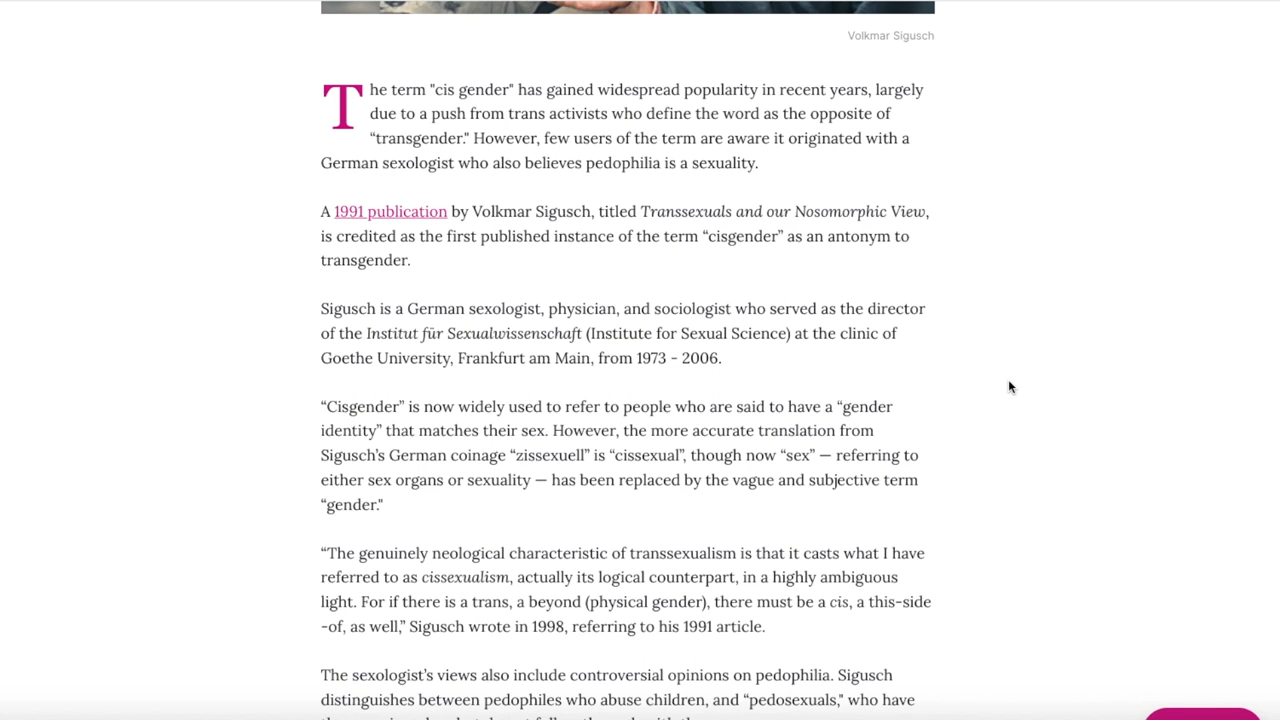 Volkmar Sigusch
The term "cis gender" has gained widespread popularity in recent years, largely
due to a push from trans activists who define the word as the opposite of
“transgender." However, few users of the term are aware it originated with a
German sexologist who also believes pedophilia is a sexuality.
A 1991 publication by Volkmar Sigusch, titled Transsexuals and our Nosomorphic View,
is credited as the first published instance of the term “cisgender” as an antonym to
transgender.
Sigusch is a German sexologist, physician, and sociologist who served as the director
of the Institut für Sexualwissenschaft (Institute for Sexual Science) at the clinic of
Goethe University, Frankfurt am Main, from 1973 - 2006.
“Cisgender” is now widely used to refer to people who are said to have a “gender
identity” that matches their sex. However, the more accurate translation from
Sigusch’s German coinage “zissexuell” is “cissexual”, though now “sex” — referring to
either sex organs or sexuality — has been replaced by the vague and subjective term
“gender."
“The genuinely neological characteristic of transsexualism is that it casts what I have
referred to as cissexualism, actually its logical counterpart, in a highly ambiguous
light. For if there is a trans, a beyond (physical gender), there must be a cis, a this-side
-of, as well,” Sigusch wrote in 1998, referring to his 1991 article.
The sexologist’s views also include controversial opinions on pedophilia. Sigusch
distinguishes between pedophiles who abuse children, and “pedosexuals," who have